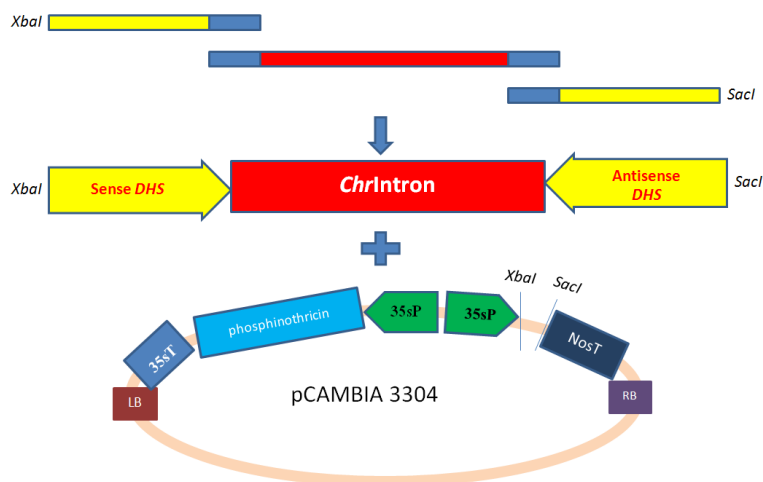 XbaI
SacI
XbaI
Sense DHS
ChrIntron
Antisense
DHS
SacI
XbaI
SacI
35sT
phosphinothricin
35sP
35sP
NosT
LB
pCAMBIA 3304
RB